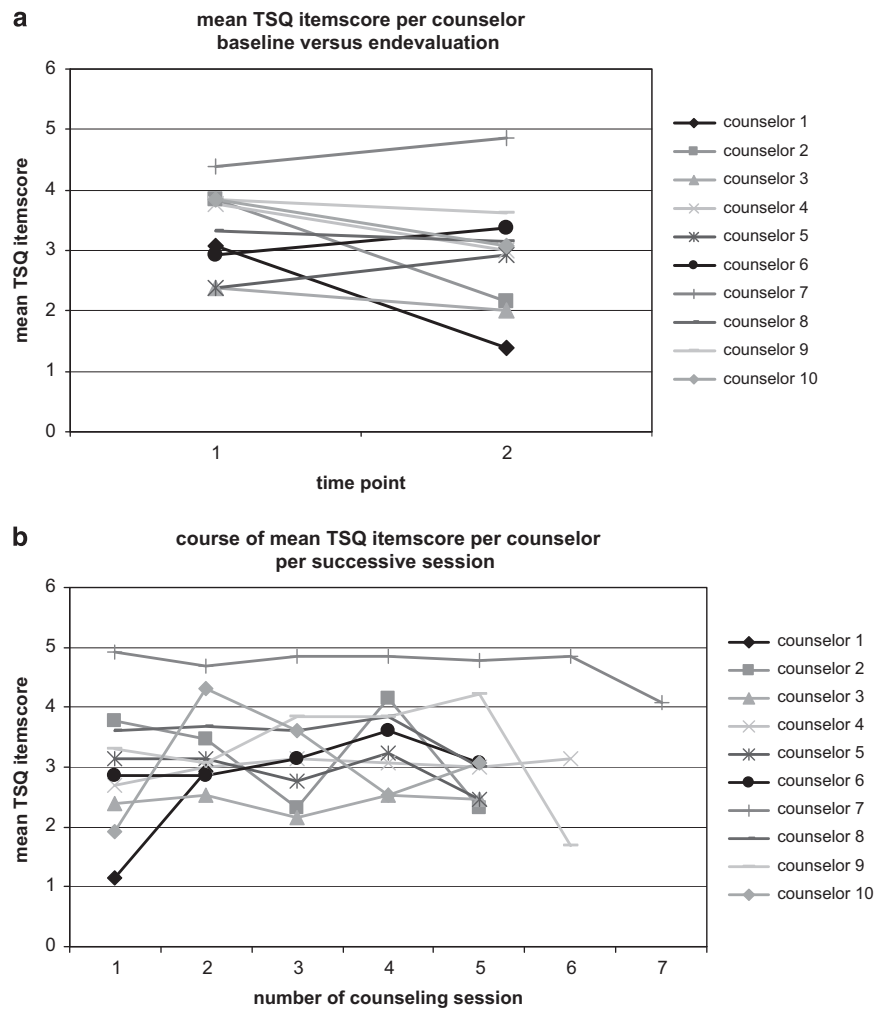 a
mean TSQ itemscore per counselor
baseline versus endevaluation
mean TSQ itemscore
6
5
4
3
2
1
0
1
2
time point
counselor 1
counselor 2
counselor 3
counselor 4
counselor 5
counselor 6
counselor 7
counselor 8
counselor 9
counselor 10
b
course of mean TSQ itemscore per counselor
per successive session
mean TSQ itemscore
6
5
4
3
2
1
0
1
2
3
4
5
6
7
number of counseling session
counselor 1
counselor 2
counselor 3
counselor 4
counselor 5
counselor 6
counselor 7
counselor 8
counselor 9
counselor 10